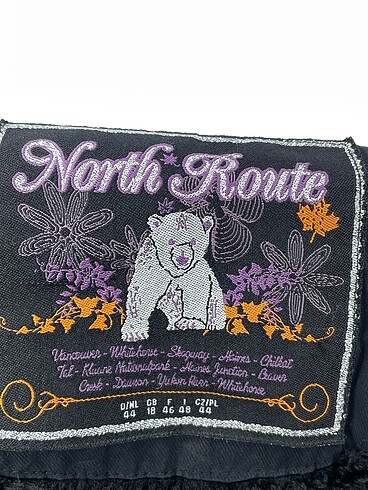 North Route
Vancouver - Whitehorse - Skagway - Haines - Chilkat
Tal - Kluane Nationalpark - Haines Junction - Beaver
Creek - Dawson - Yukon River - Whitehorse
D/NL GB F I CZ/PL
44 18 46 48 44